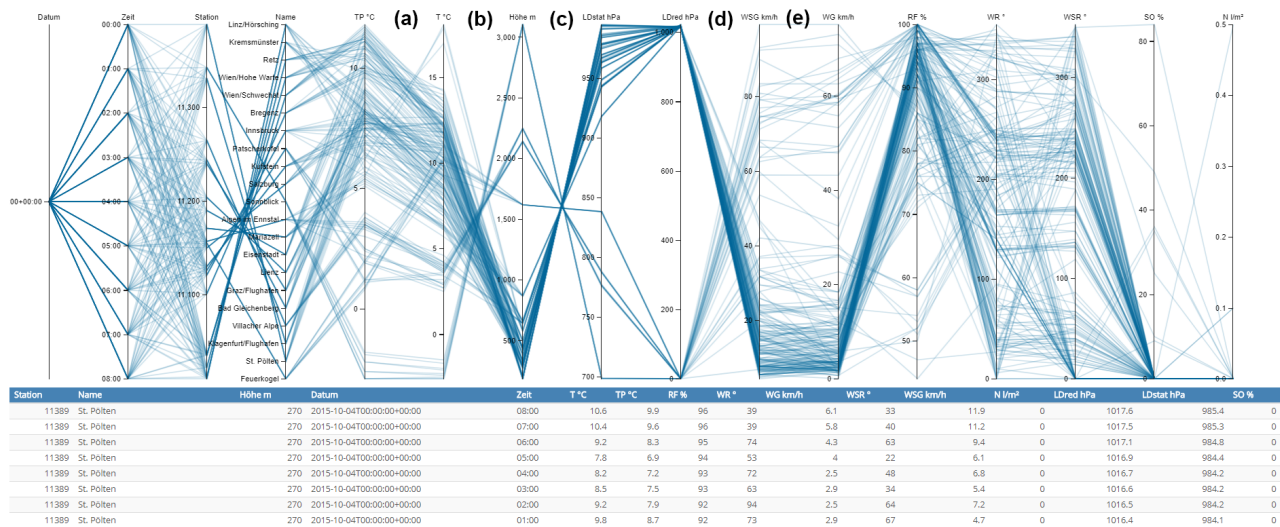 Datum Zeit Station Name TP °C (a) T °C (b) Höhe m (c) LDstat hPa LDred hPa (d) WSG km/h (e) WG km/h RF % WR ° WSR ° SO % N l/m²
00+00:00
00:00
01:00
02:00
03:00
04:00
05:00
06:00
07:00
08:00
11,300
11,200
11,100
Linz/Hörsching
Kremsmünster
Retz
Wien/Hohe Warte
Wien/Schwechat
Bregenz
Innsbruck
Patscherkofel
Kufstein
Salzburg
Sonnblick
Aigen im Ennstal
Mariazell
Eisenstadt
Lienz
Graz/Flughafen
Bad Gleichenberg
Villacher Alpe
Klagenfurt/Flughafen
St. Pölten
Feuerkogel
10
5
0
15
10
5
0
3,000
2,500
2,000
1,500
1,000
500
950
900
850
800
750
700
1,000
800
600
400
200
0
80
60
40
20
0
60
40
20
0
100
90
80
70
60
50
300
200
100
0
300
200
100
0
80
60
40
20
0
0.5
0.4
0.3
0.2
0.1
0.0
Station Name Höhe m Datum Zeit T °C TP °C RF % WR ° WG km/h WSR ° WSG km/h N l/m² LDred hPa LDstat hPa SO %
11389 St. Pölten 270 2015-10-04T00:00:00+00:00 08:00 10.6 9.9 96 39 6.1 33 11.9 0 1017.6 985.4 0
11389 St. Pölten 270 2015-10-04T00:00:00+00:00 07:00 10.4 9.6 96 39 5.8 40 11.2 0 1017.5 985.3 0
11389 St. Pölten 270 2015-10-04T00:00:00+00:00 06:00 9.2 8.3 95 74 4.3 63 9.4 0 1017.1 984.8 0
11389 St. Pölten 270 2015-10-04T00:00:00+00:00 05:00 7.8 6.9 94 53 4 22 6.1 0 1016.9 984.4 0
11389 St. Pölten 270 2015-10-04T00:00:00+00:00 04:00 8.2 7.2 93 72 2.5 48 6.8 0 1016.7 984.2 0
11389 St. Pölten 270 2015-10-04T00:00:00+00:00 03:00 8.5 7.5 93 63 2.9 34 5.4 0 1016.6 984.2 0
11389 St. Pölten 270 2015-10-04T00:00:00+00:00 02:00 9.2 7.9 92 94 2.5 64 7.2 0 1016.5 984.2 0
11389 St. Pölten 270 2015-10-04T00:00:00+00:00 01:00 9.8 8.7 92 73 2.9 67 4.7 0 1016.4 984.1 0